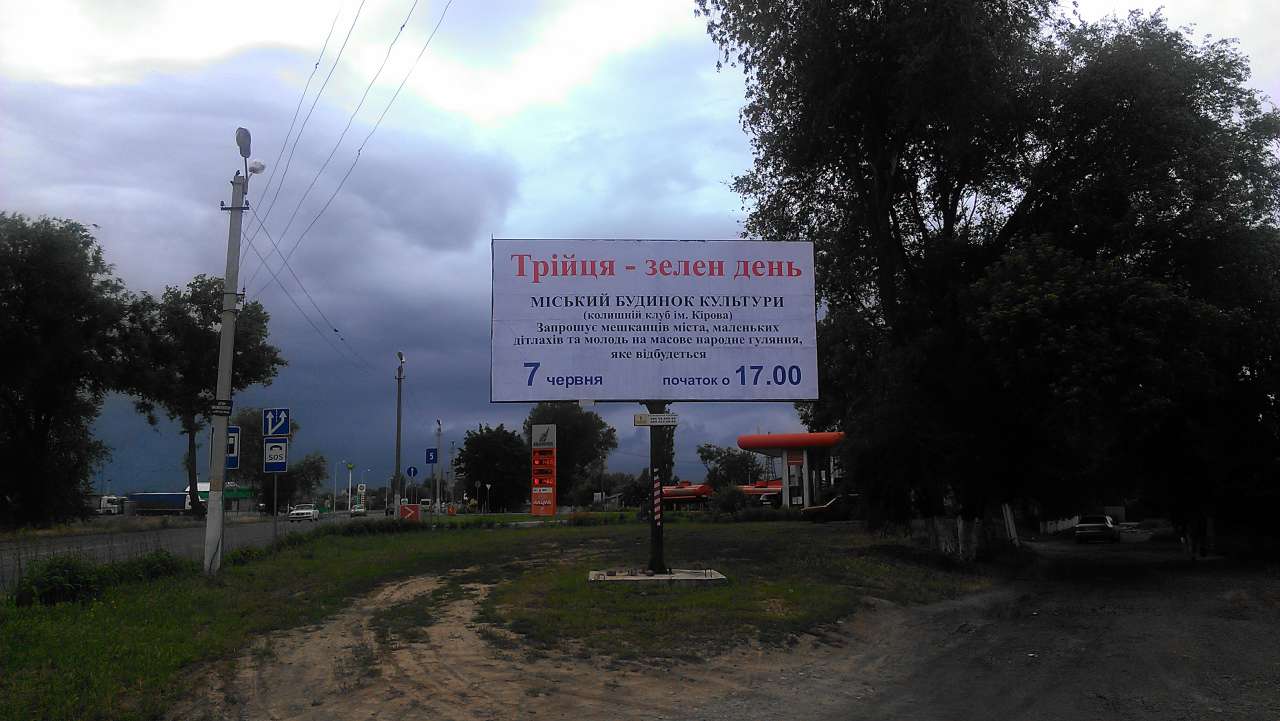 Трійця - зелен день
МІСЬКИЙ БУДИНОК КУЛЬТУРИ
(колишній клуб ім. Кірова)
Запрошує мешканців міста, маленьких
дітлахів та молодь на масове народне гуляння,
яке відбудеться
7 червня початок о 17.00
SOS
5